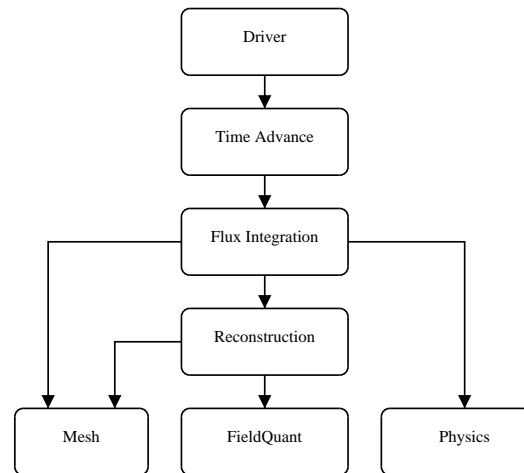 Driver
Time Advance
Flux Integration
Reconstruction
Mesh
FieldQuant
Physics